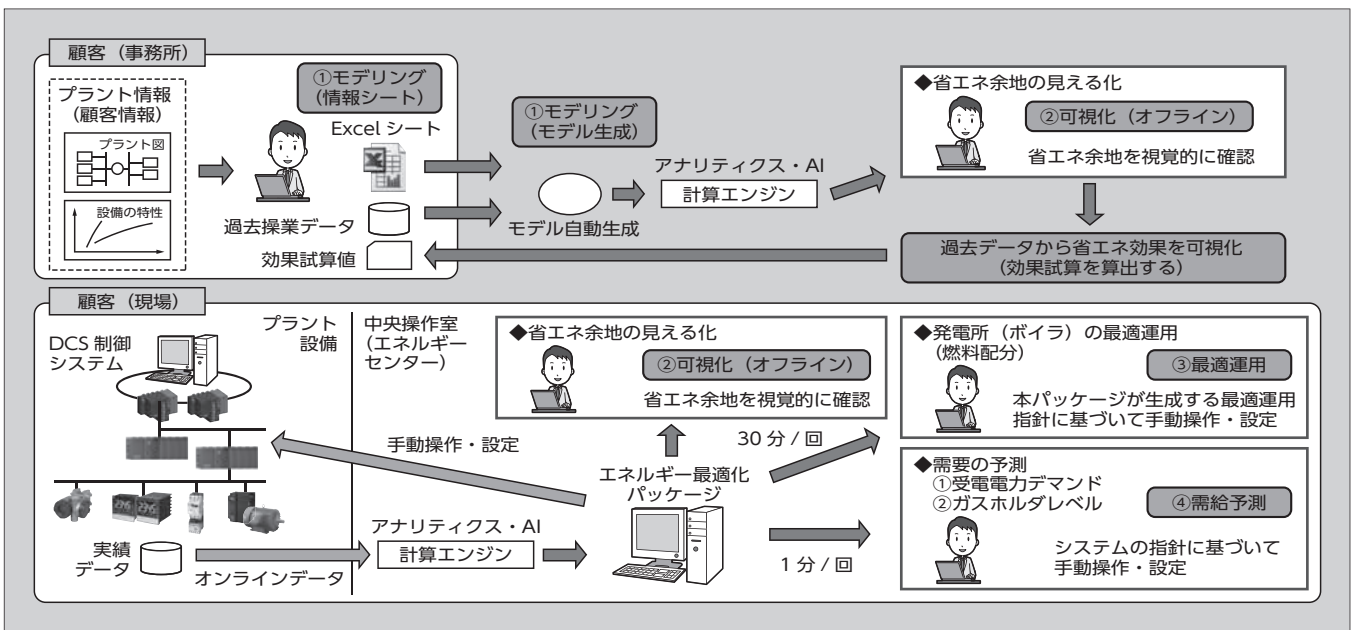 顧客（事務所）
プラント情報
（顧客情報）
プラント図
設備の特性
①モデリング
（情報シート）
Excel シート
過去操業データ
効果試算値
①モデリング
（モデル生成）
モデル自動生成
アナリティクス・AI
計算エンジン
◆省エネ余地の見える化
②可視化（オフライン）
省エネ余地を視覚的に確認
過去データから省エネ効果を可視化
（効果試算を算出する）
顧客（現場）
DCS 制御
システム
プラント
設備
実績
データ
オンラインデータ
中央操作室
（エネルギー
センター）
手動操作・設定
アナリティクス・AI
計算エンジン
◆省エネ余地の見える化
②可視化（オフライン）
省エネ余地を視覚的に確認
エネルギー最適化
パッケージ
30 分 / 回
1 分 / 回
◆発電所（ボイラ）の最適運用
（燃料配分）
③最適運用
本パッケージが生成する最適運用
指針に基づいて手動操作・設定
◆需要の予測
①受電電力デマンド
②ガスホルダレベル
④需給予測
システムの指針に基づいて
手動操作・設定